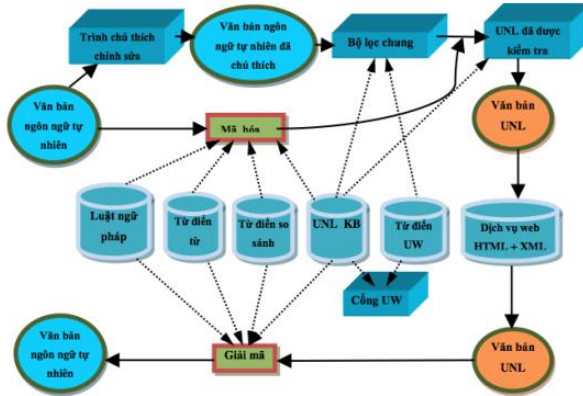 Trình chú thích
chỉnh sửa
Văn bản ngôn
ngữ tự nhiên đã
chú thích
Bộ lọc chung
UNL đã được
kiểm tra
Văn bản
ngôn ngữ tự
nhiên
Mã hóa
Văn bản
UNL
Luật ngữ
pháp
Từ điển
từ
Từ điển so
sánh
UNL KB
Từ điển
UW
Dịch vụ web
HTML + XML
Cổng UW
Văn bản
ngôn ngữ tự
nhiên
Giải mã
Văn bản
UNL